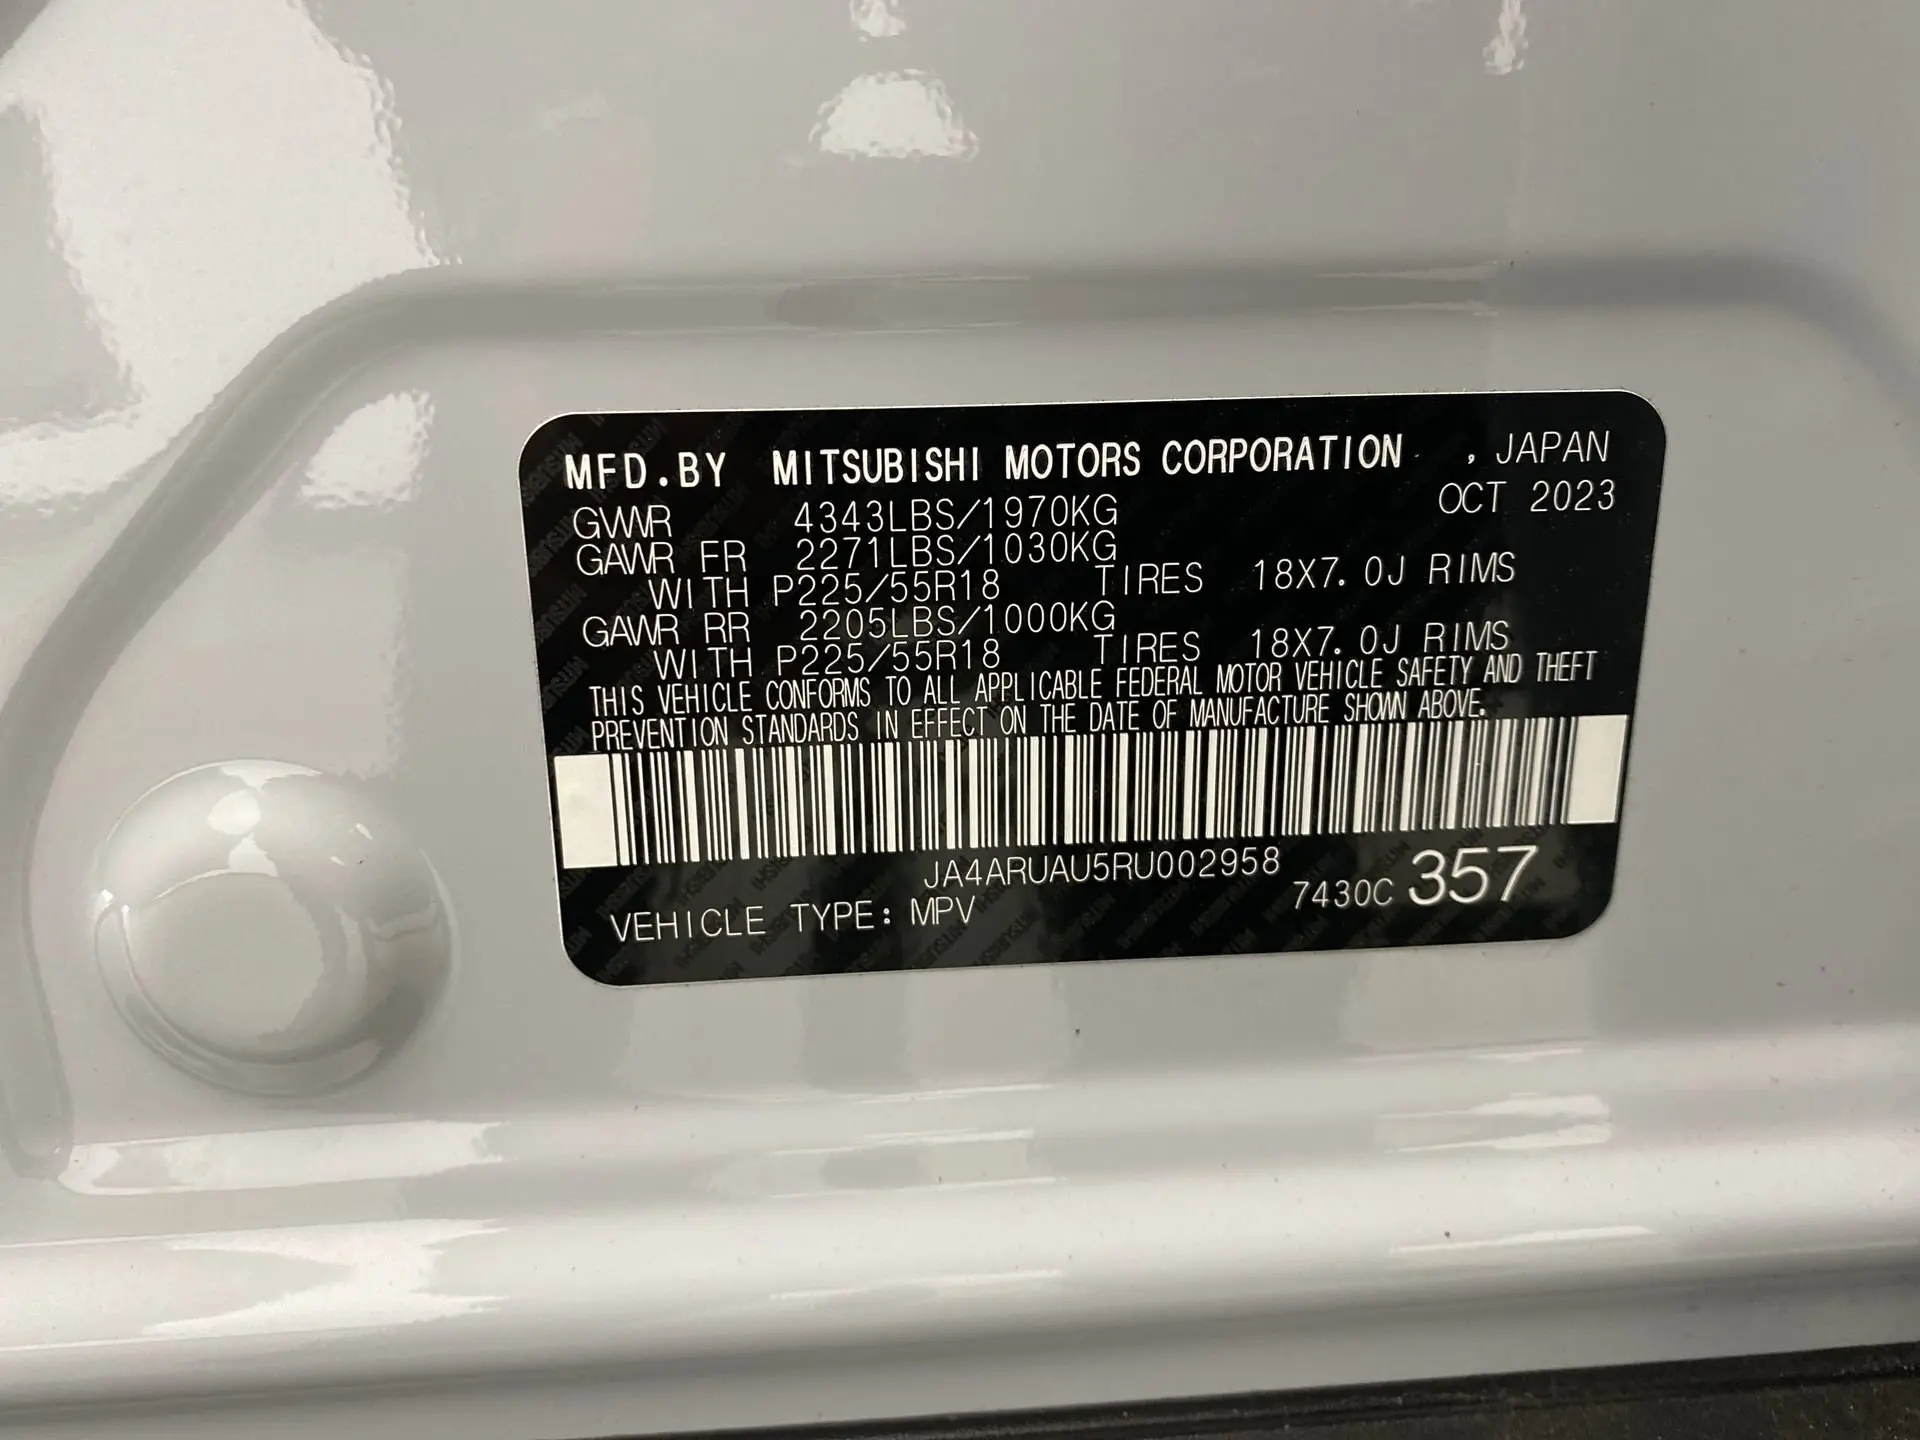 MFD.BY MITSUBISHI MOTORS CORPORATION , JAPAN
OCT 2023
GVWR 4343LBS/1970KG
GAWR FR 2271LBS/1030KG
WITH P225/55R18 TIRES 18X7.0J RIMS
GAWR RR 2205LBS/1000KG
WITH P225/55R18 TIRES 18X7.0J RIMS
THIS VEHICLE CONFORMS TO ALL APPLICABLE FEDERAL MOTOR VEHICLE SAFETY AND THEFT
PREVENTION STANDARDS IN EFFECT ON THE DATE OF MANUFACTURE SHOWN ABOVE.
JA4ARUAU5RU002958
7430C 357
VEHICLE TYPE: MPV